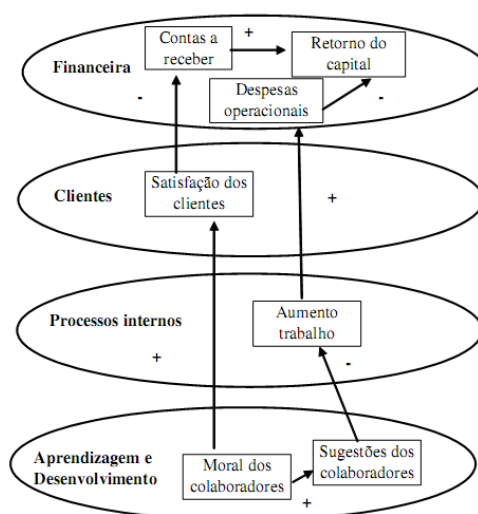 Contas a
receber
+
Retorno do
capital
Financeira
-
Despesas
operacionais
-
Satisfação dos
clientes
Clientes
+
Processos internos
Aumento
trabalho
+
-
Aprendizagem e
Desenvolvimento
Moral dos
colaboradores
Sugestões dos
colaboradores
+